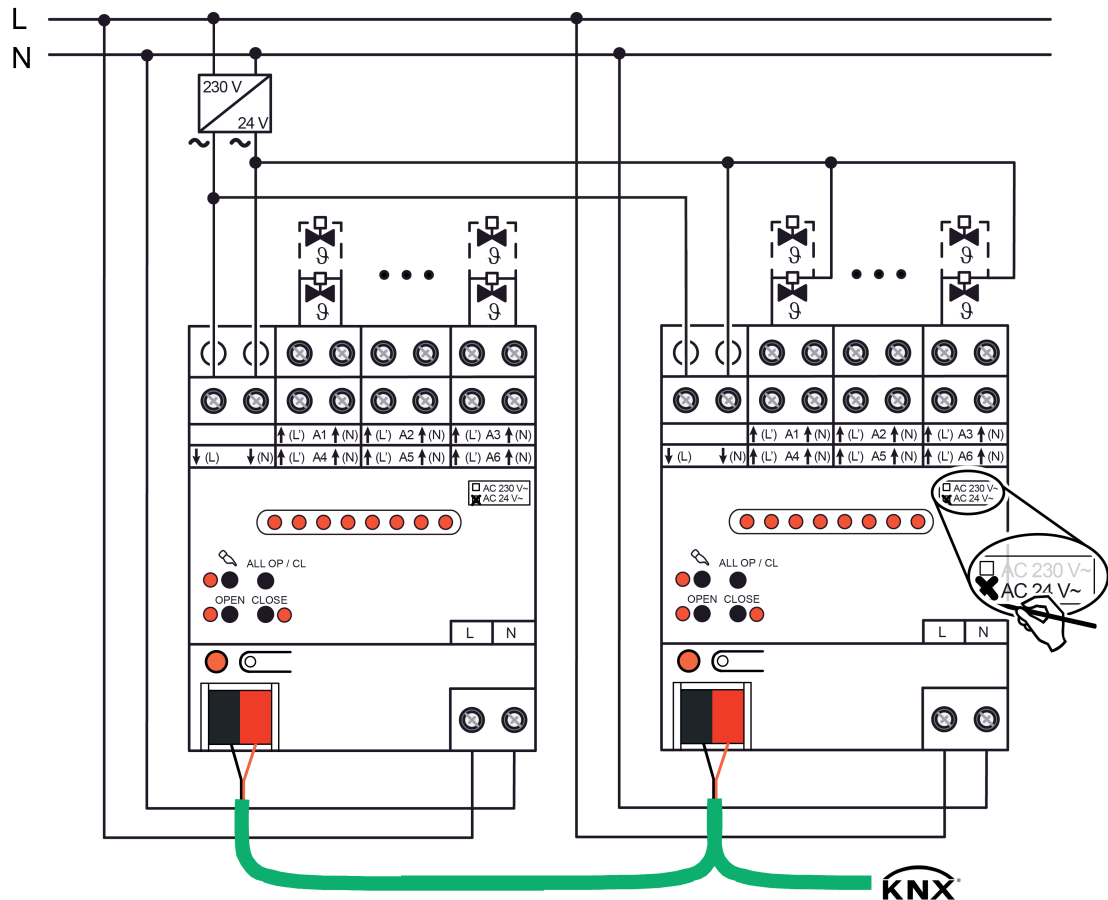 L
N
230 V
24 V
ϑ ϑ ϑ ϑ
ϑ ϑ ϑ ϑ
(L') A1 (N) (L') A2 (N) (L') A3 (N)
(L) (N) (L') A4 (N) (L') A5 (N) (L') A6 (N)
AC 230 V~
AC 24 V~
ALL OP / CL
OPEN CLOSE
L N
(L') A1 (N) (L') A2 (N) (L') A3 (N)
(L) (N) (L') A4 (N) (L') A5 (N) (L') A6 (N)
AC 230 V~
AC 24 V~
AC 230 V~
AC 24 V~
ALL OP / CL
OPEN CLOSE
L N
KNX®